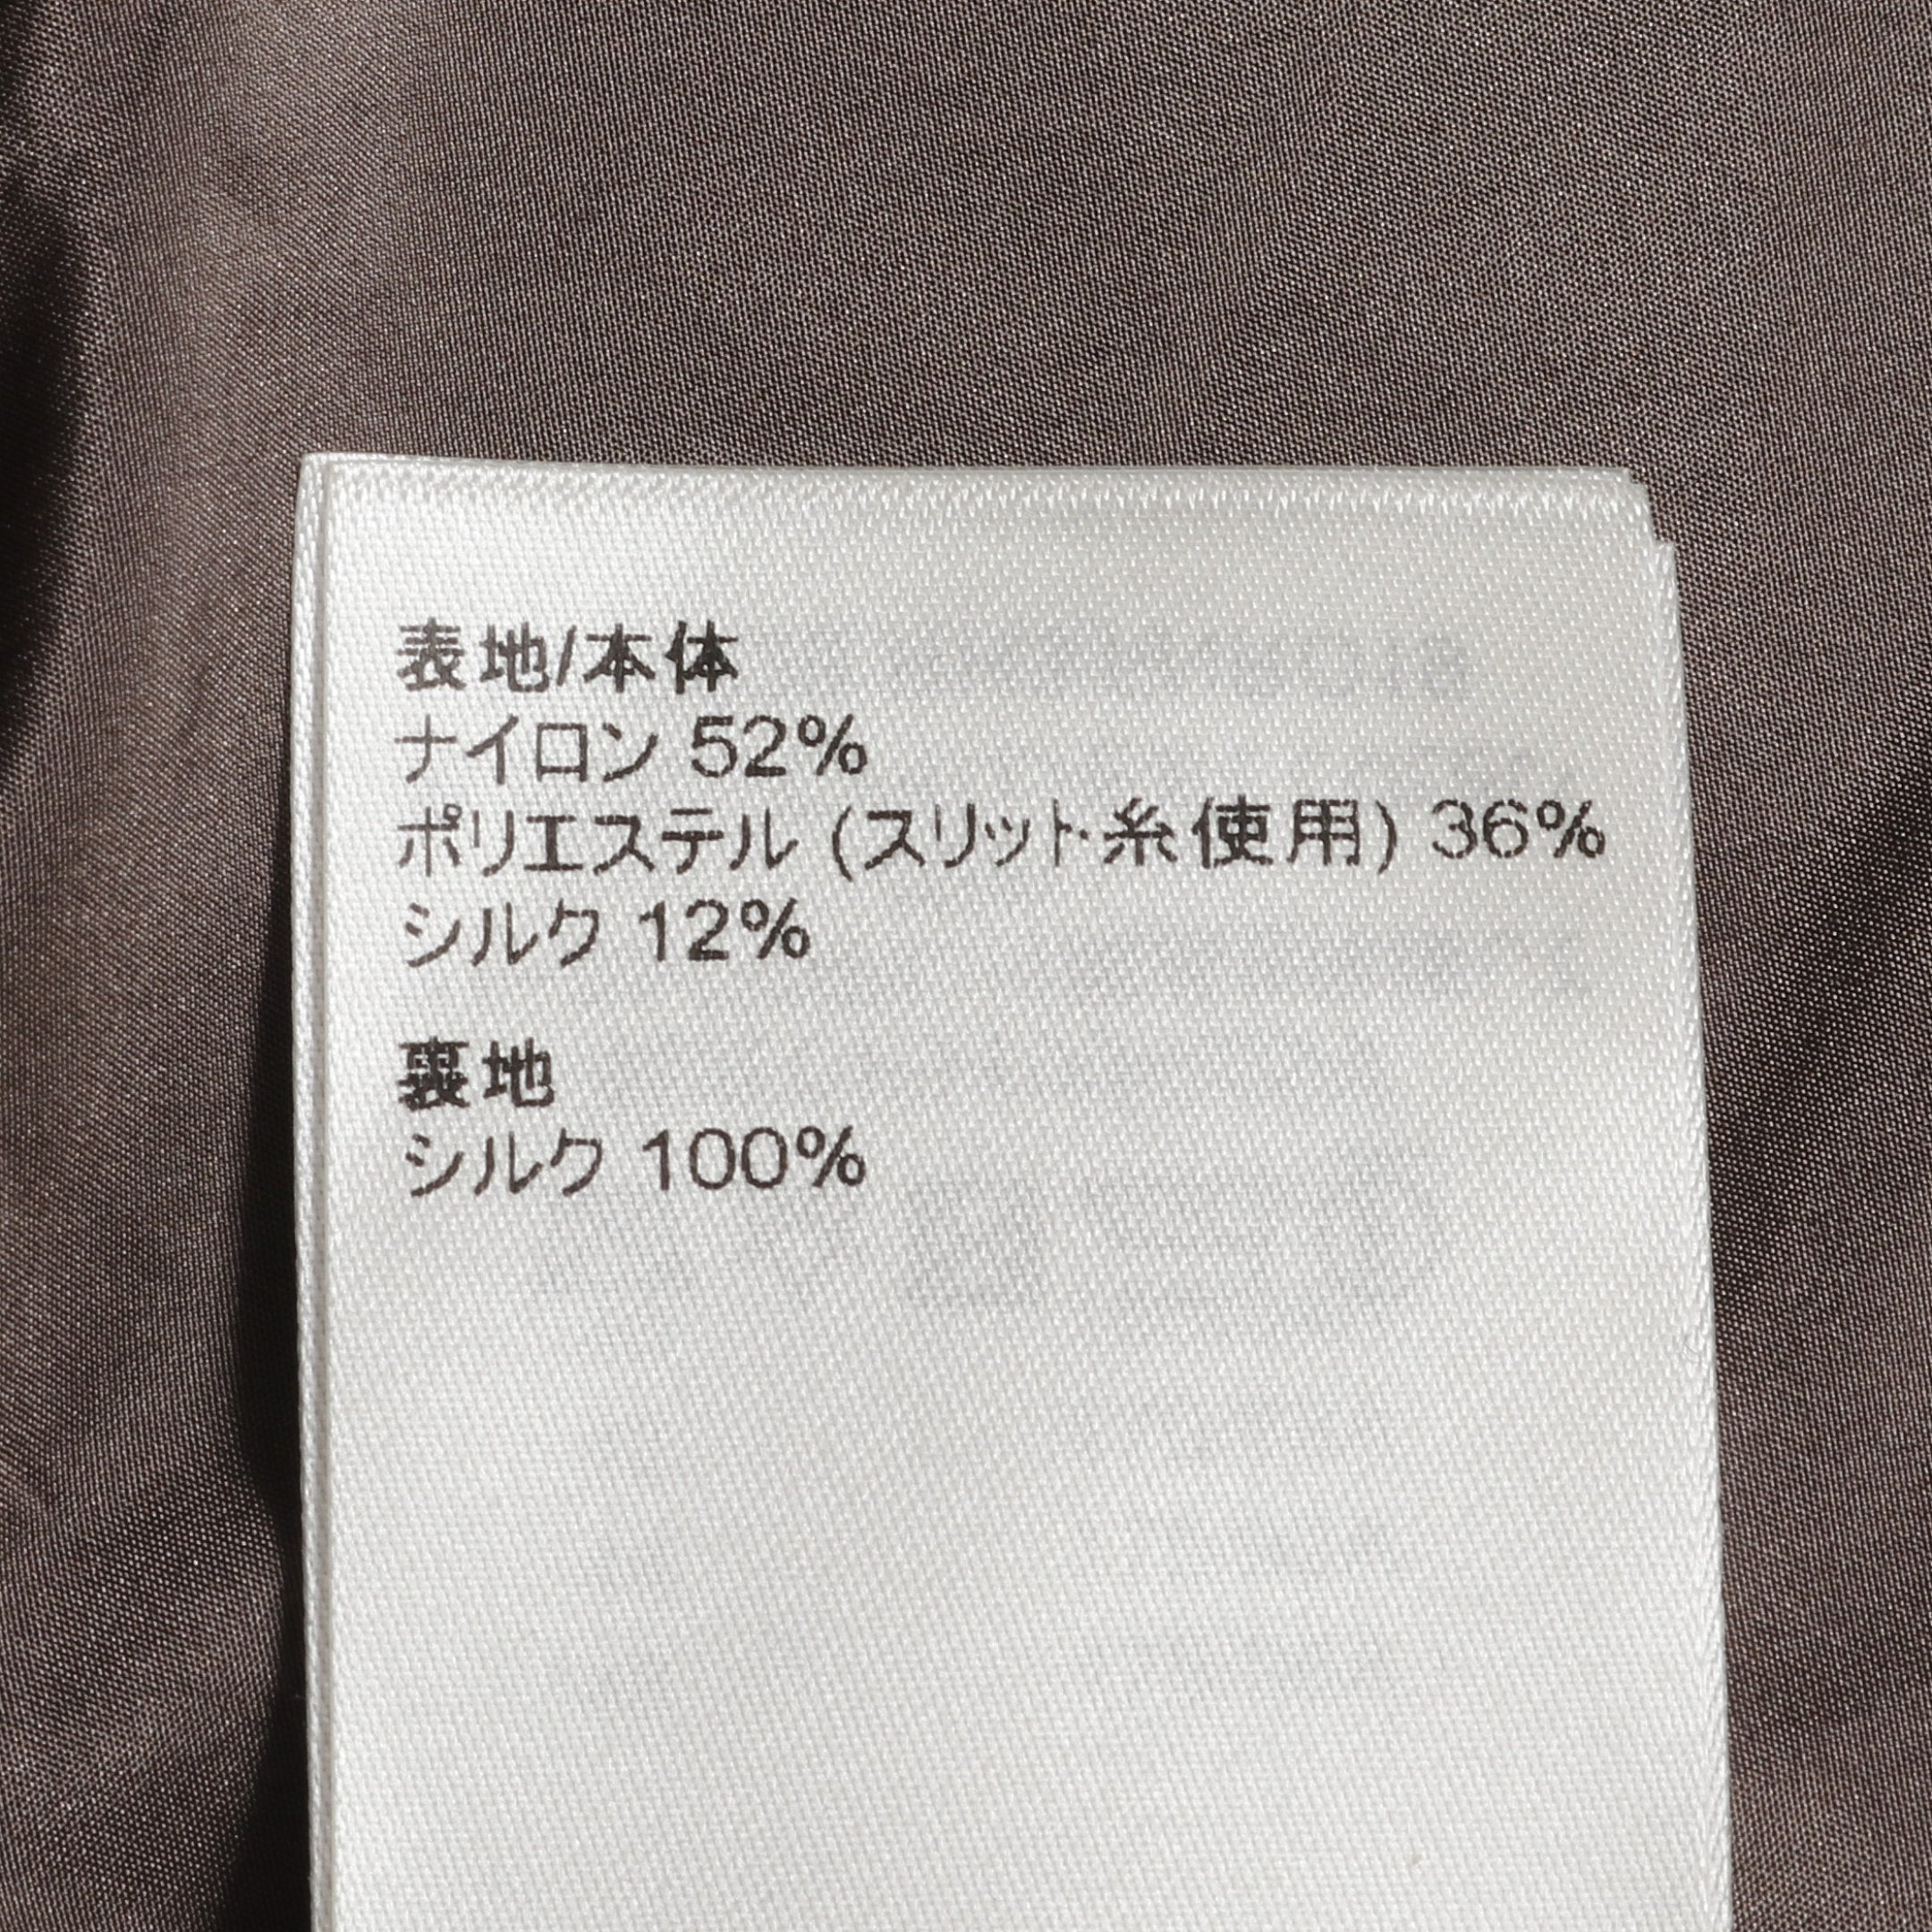 表地/本体
ナイロン 52%
ポリエステル (スリット糸使用) 36%
シルク 12%
裏地
シルク 100%